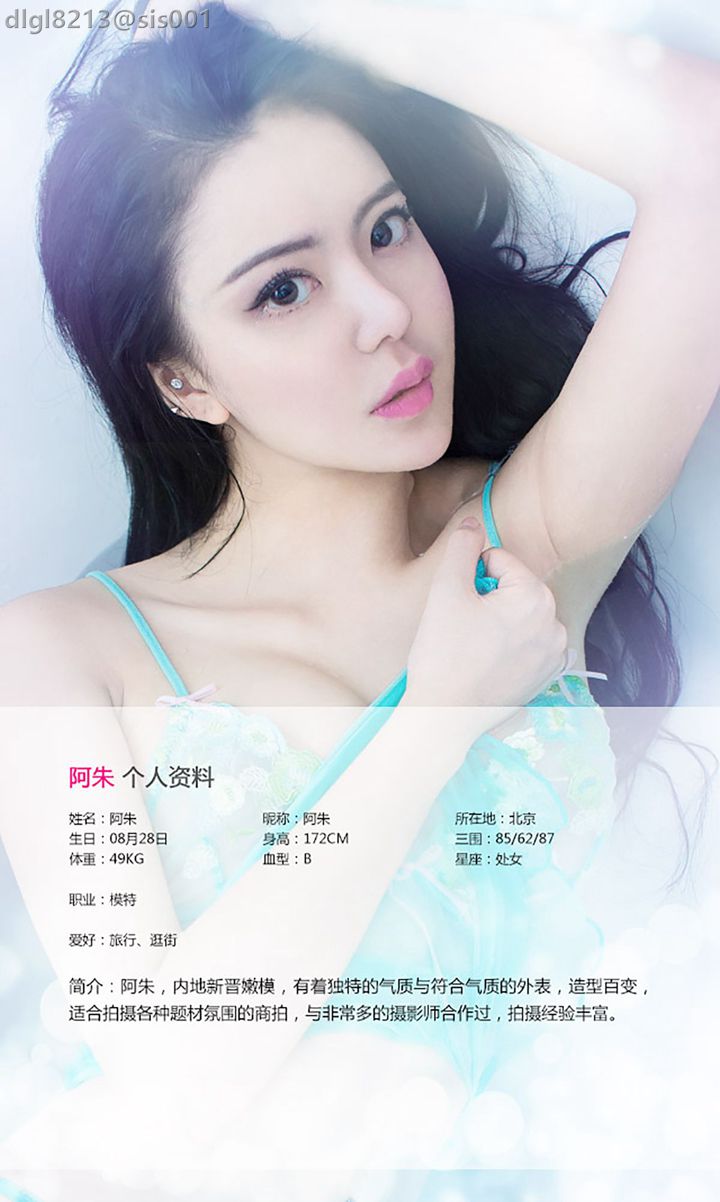 dlgl8213@sis001
阿朱 个人资料
姓名：阿朱 昵称：阿朱 所在地：北京
生日：08月28日 身高：172CM 三围：85/62/87
体重：49KG 血型：B 星座：处女
职业：模特
爱好：旅行、逛街
简介：阿朱，内地新晋嫩模，有着独特的气质与符合气质的外表，造型百变，
适合拍摄各种题材氛围的商拍，与非常多的摄影师合作过，拍摄经验丰富。